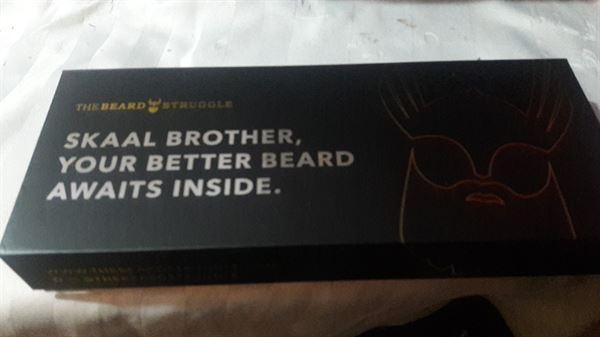 THE BEARD STRUGGLE
SKAAL BROTHER,
YOUR BETTER BEARD
AWAITS INSIDE.